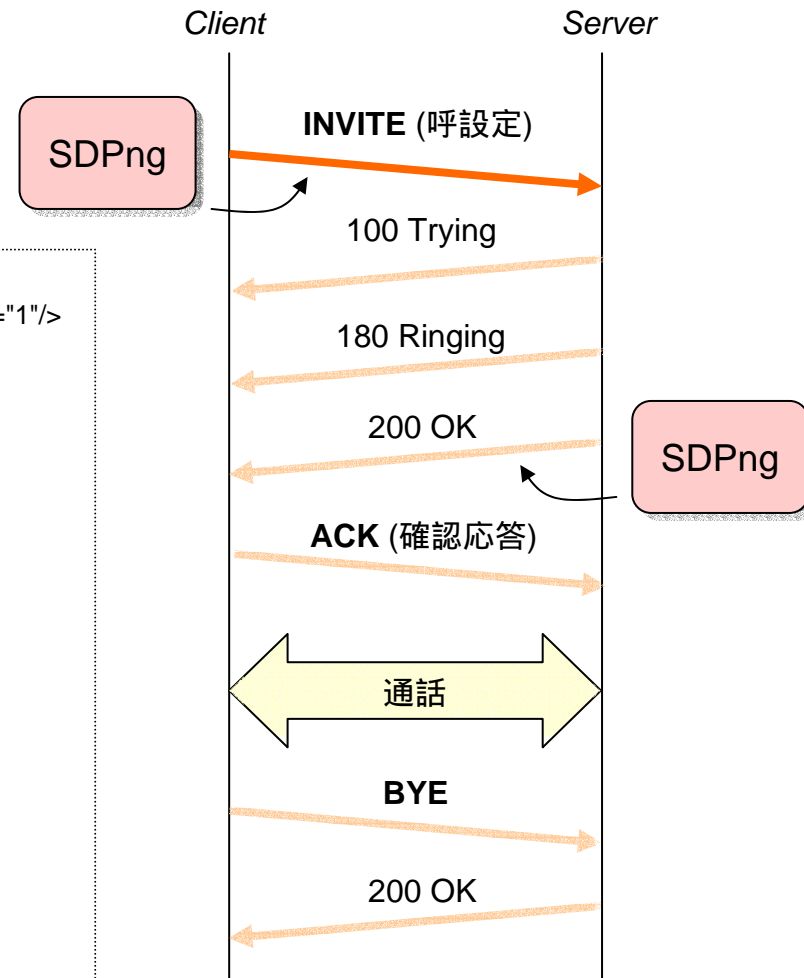 Client
Server
INVITE (呼設定)
SDPng
100 Trying
="1"/>
180 Ringing
200 OK
SDPng
ACK (確認応答)
通話
BYE
200 OK